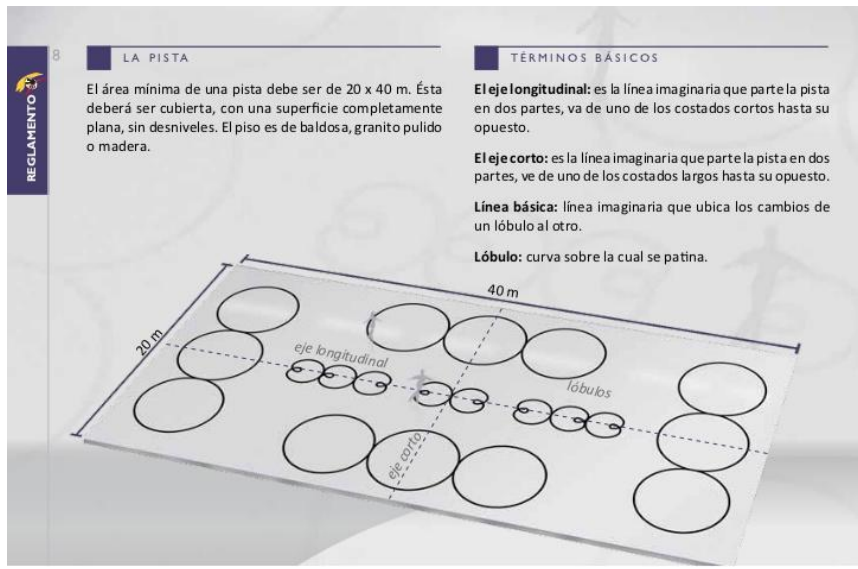 8
REGLAMENTO
LA PISTA
El área mínima de una pista debe ser de 20 x 40 m. Ésta
deberá ser cubierta, con una superficie completamente
plana, sin desniveles. El piso es de baldosa, granito pulido
o madera.
TÉRMINOS BÁSICOS
El eje longitudinal: es la línea imaginaria que parte la pista
en dos partes, va de uno de los costados cortos hasta su
opuesto.
El eje corto: es la línea imaginaria que parte la pista en dos
partes, ve de uno de los costados largos hasta su opuesto.
Línea básica: línea imaginaria que ubica los cambios de
un lóbulo al otro.
Lóbulo: curva sobre la cual se patina.
40 m
20 m
eje longitudinal
lóbulos
eje corto